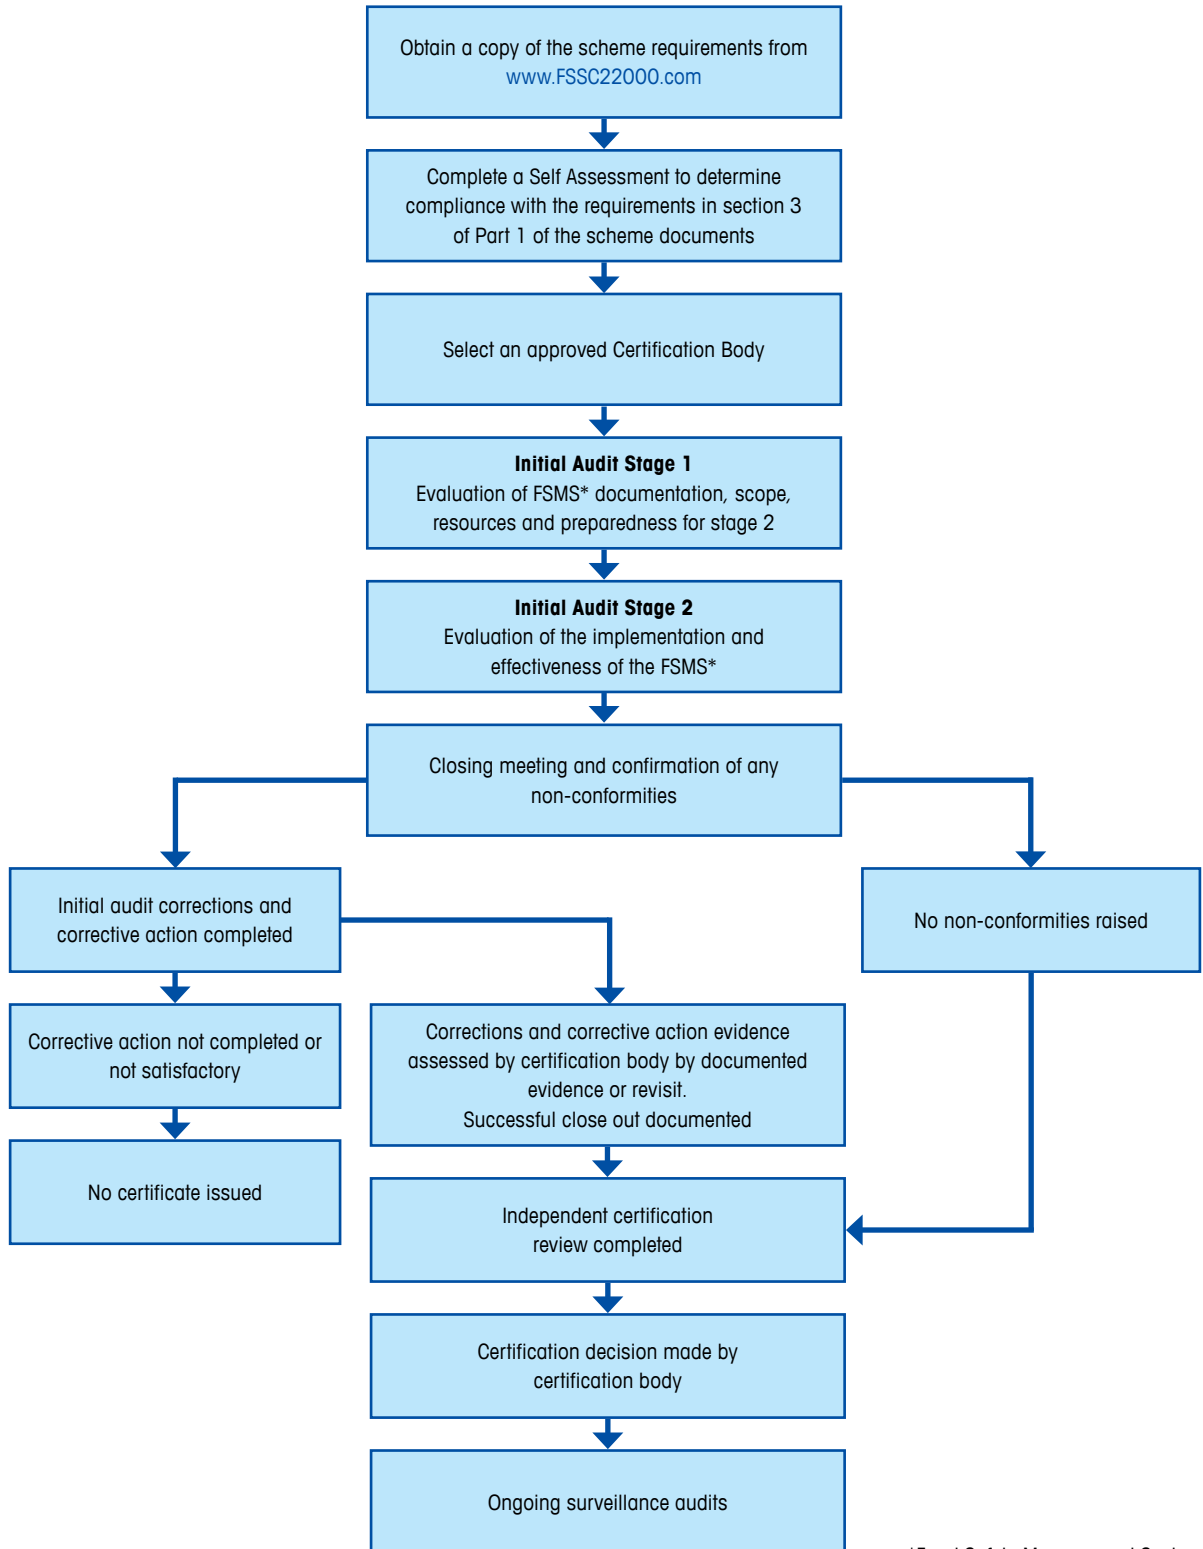 Obtain a copy of the scheme requirements from
www.FSSC22000.com
Complete a Self Assessment to determine
compliance with the requirements in section 3
of Part 1 of the scheme documents
Select an approved Certification Body
Initial Audit Stage 1
Evaluation of FSMS* documentation, scope,
resources and preparedness for stage 2
Initial Audit Stage 2
Evaluation of the implementation and
effectiveness of the FSMS*
Closing meeting and confirmation of any
non-conformities
Initial audit corrections and
corrective action completed
No non-conformities raised
Corrective action not completed or
not satisfactory
Corrections and corrective action evidence
assessed by certification body by documented
evidence or revisit.
Successful close out documented
No certificate issued
Independent certification
review completed
Certification decision made by
certification body
Ongoing surveillance audits